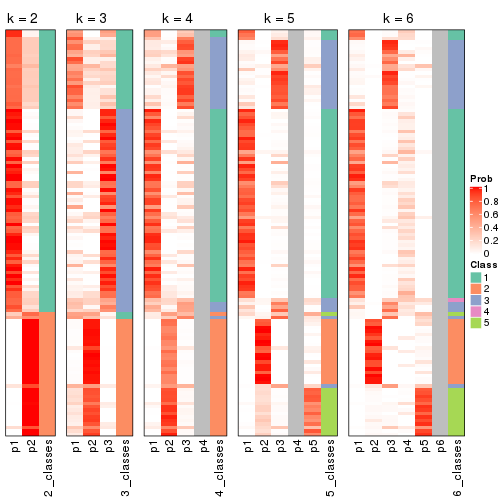 k = 2
k = 3
k = 4
k = 5
k = 6
Prob
1
0.8
0.6
0.4
0.2
0
Class
1
2
3
4
5
p1
p2
2_classes
p1
p2
p3
3_classes
p1
p2
p3
p4
4_classes
p1
p2
p3
p4
p5
5_classes
p1
p2
p3
p4
p5
p6
6_classes